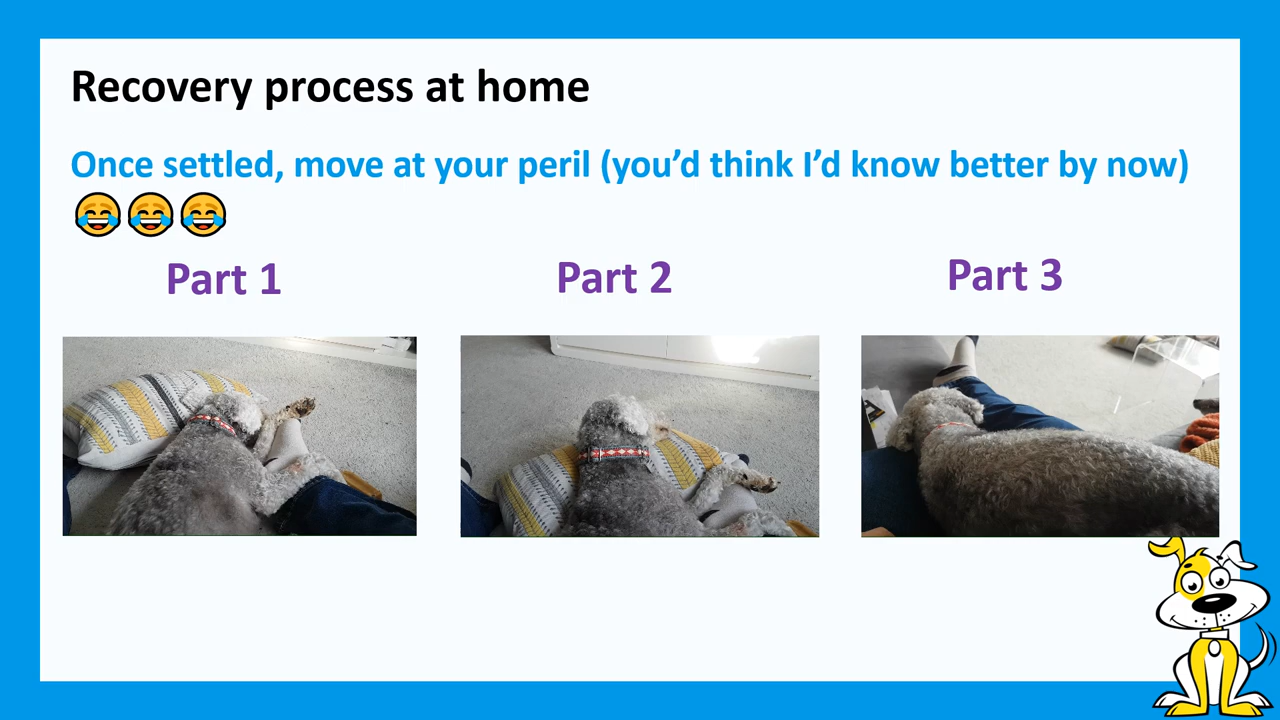 Recovery process at home
Once settled, move at your peril (you’d think I’d know better by now)
😂😂😂
Part 1
Part 2
Part 3